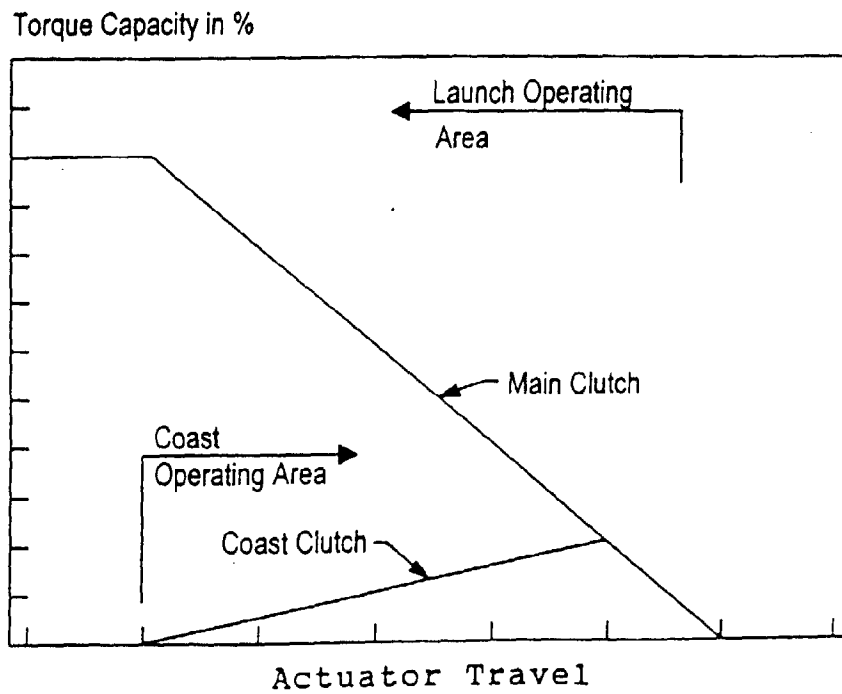 Torque Capacity in %
Launch Operating
Area
Main Clutch
Coast
Operating Area
Coast Clutch
Actuator Travel